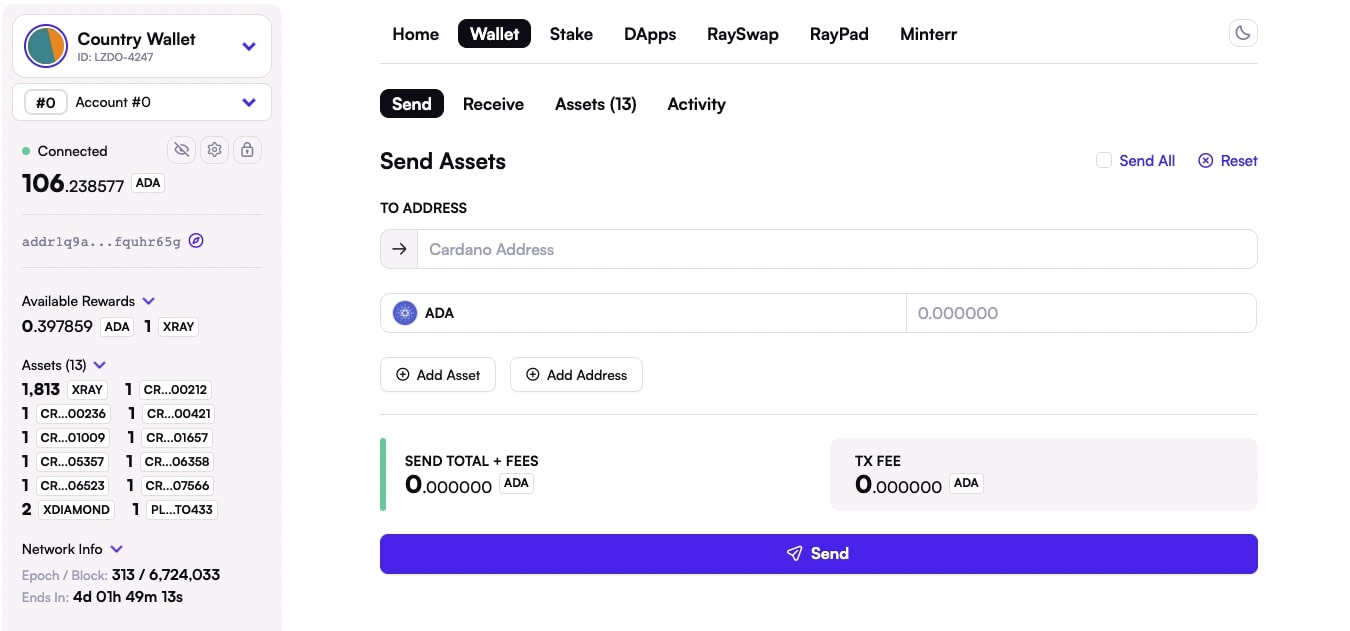 Country Wallet
ID: LZDO-4247
#0 Account #0
Connected
106.238577 ADA
addr1q9a...fquhr65g
Available Rewards
0.397859 ADA 1 XRAY
Assets (13)
1,813 XRAY 1 CR...00212
1 CR...00236 1 CR...00421
1 CR...01009 1 CR...01657
1 CR...05357 1 CR...06358
1 CR...06523 1 CR...07566
2 XDIAMOND 1 PL...TO433
Network Info
Epoch / Block: 313 / 6,724,033
Ends In: 4d 01h 49m 13s
Home Wallet Stake DApps RaySwap RayPad Minterr
Send Receive Assets (13) Activity
Send Assets
Send All Reset
TO ADDRESS
Cardano Address
ADA 0.000000
Add Asset Add Address
SEND TOTAL + FEES
0.000000 ADA
TX FEE
0.000000 ADA
Send